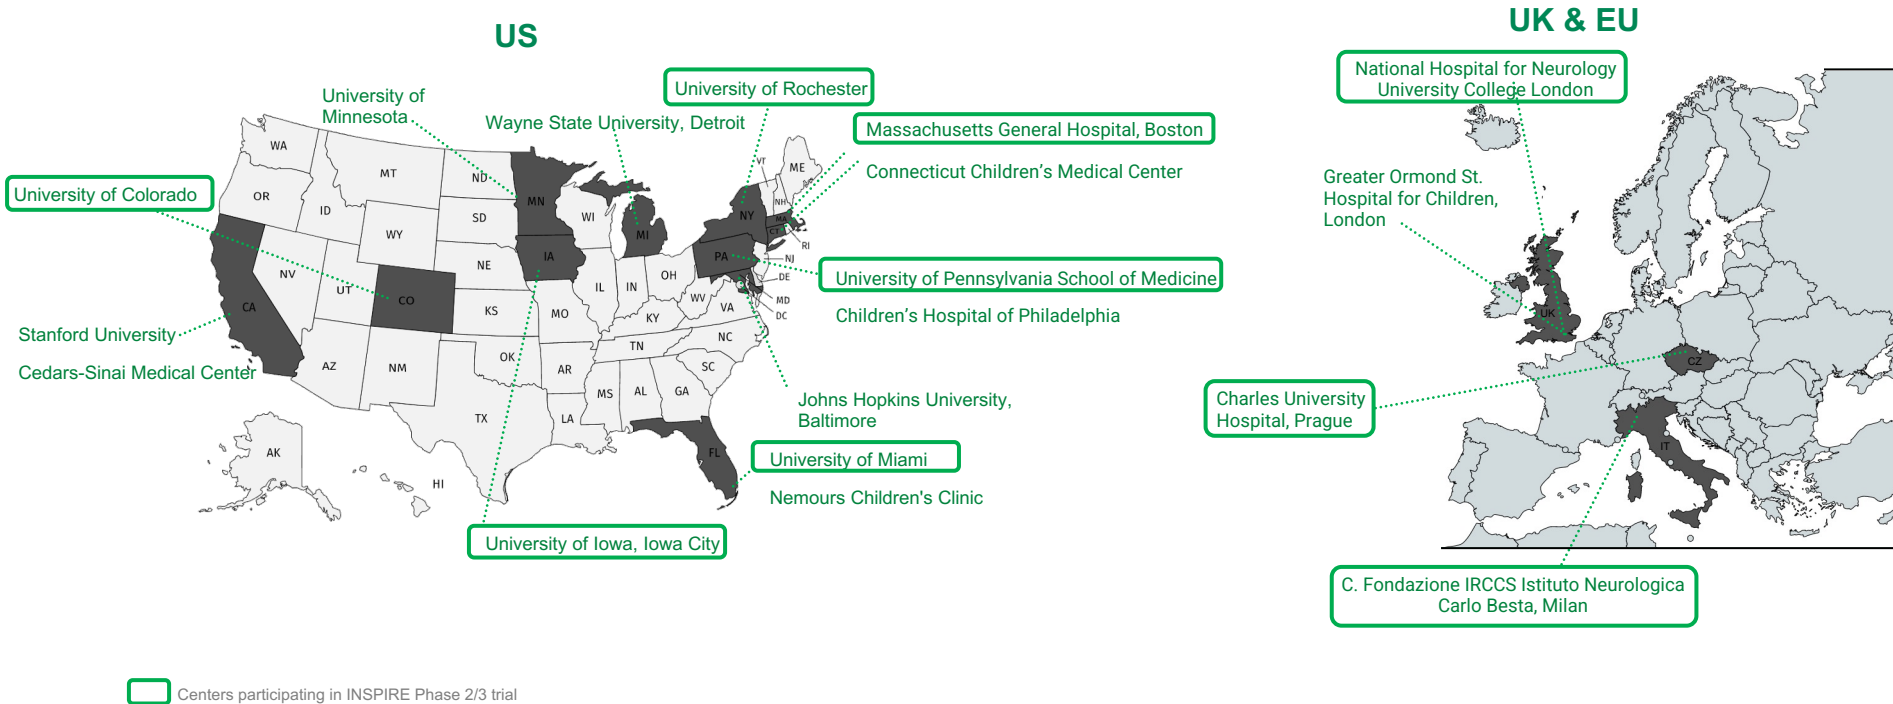 US
UK & EU
University of Rochester
National Hospital for Neurology
University College London
University of
Minnesota
Wayne State University, Detroit
Massachusetts General Hospital, Boston
Connecticut Children's Medical Center
University of Colorado
Greater Ormond St.
Hospital for Children,
London
University of Pennsylvania School of Medicine
Children's Hospital of Philadelphia
Stanford University
Cedars-Sinai Medical Center
Johns Hopkins University,
Baltimore
Charles University
Hospital, Prague
University of Miami
Nemours Children's Clinic
University of Iowa, Iowa City
C. Fondazione IRCCS Istituto Neurologica
Carlo Besta, Milan
WA
OR
ID
MT
ND
SD
WY
NE
NV
UT
CO
CA
AZ
NM
KS
OK
TX
MN
IA
MO
AR
LA
WI
IL
MI
IN
OH
KY
TN
MS
AL
GA
FL
SC
NC
VA
WV
PA
NY
VT
NH
ME
MA
CT
RI
NJ
DE
MD
DC
AK
HI
UK
CZ
IT
Centers participating in INSPIRE Phase 2/3 trial